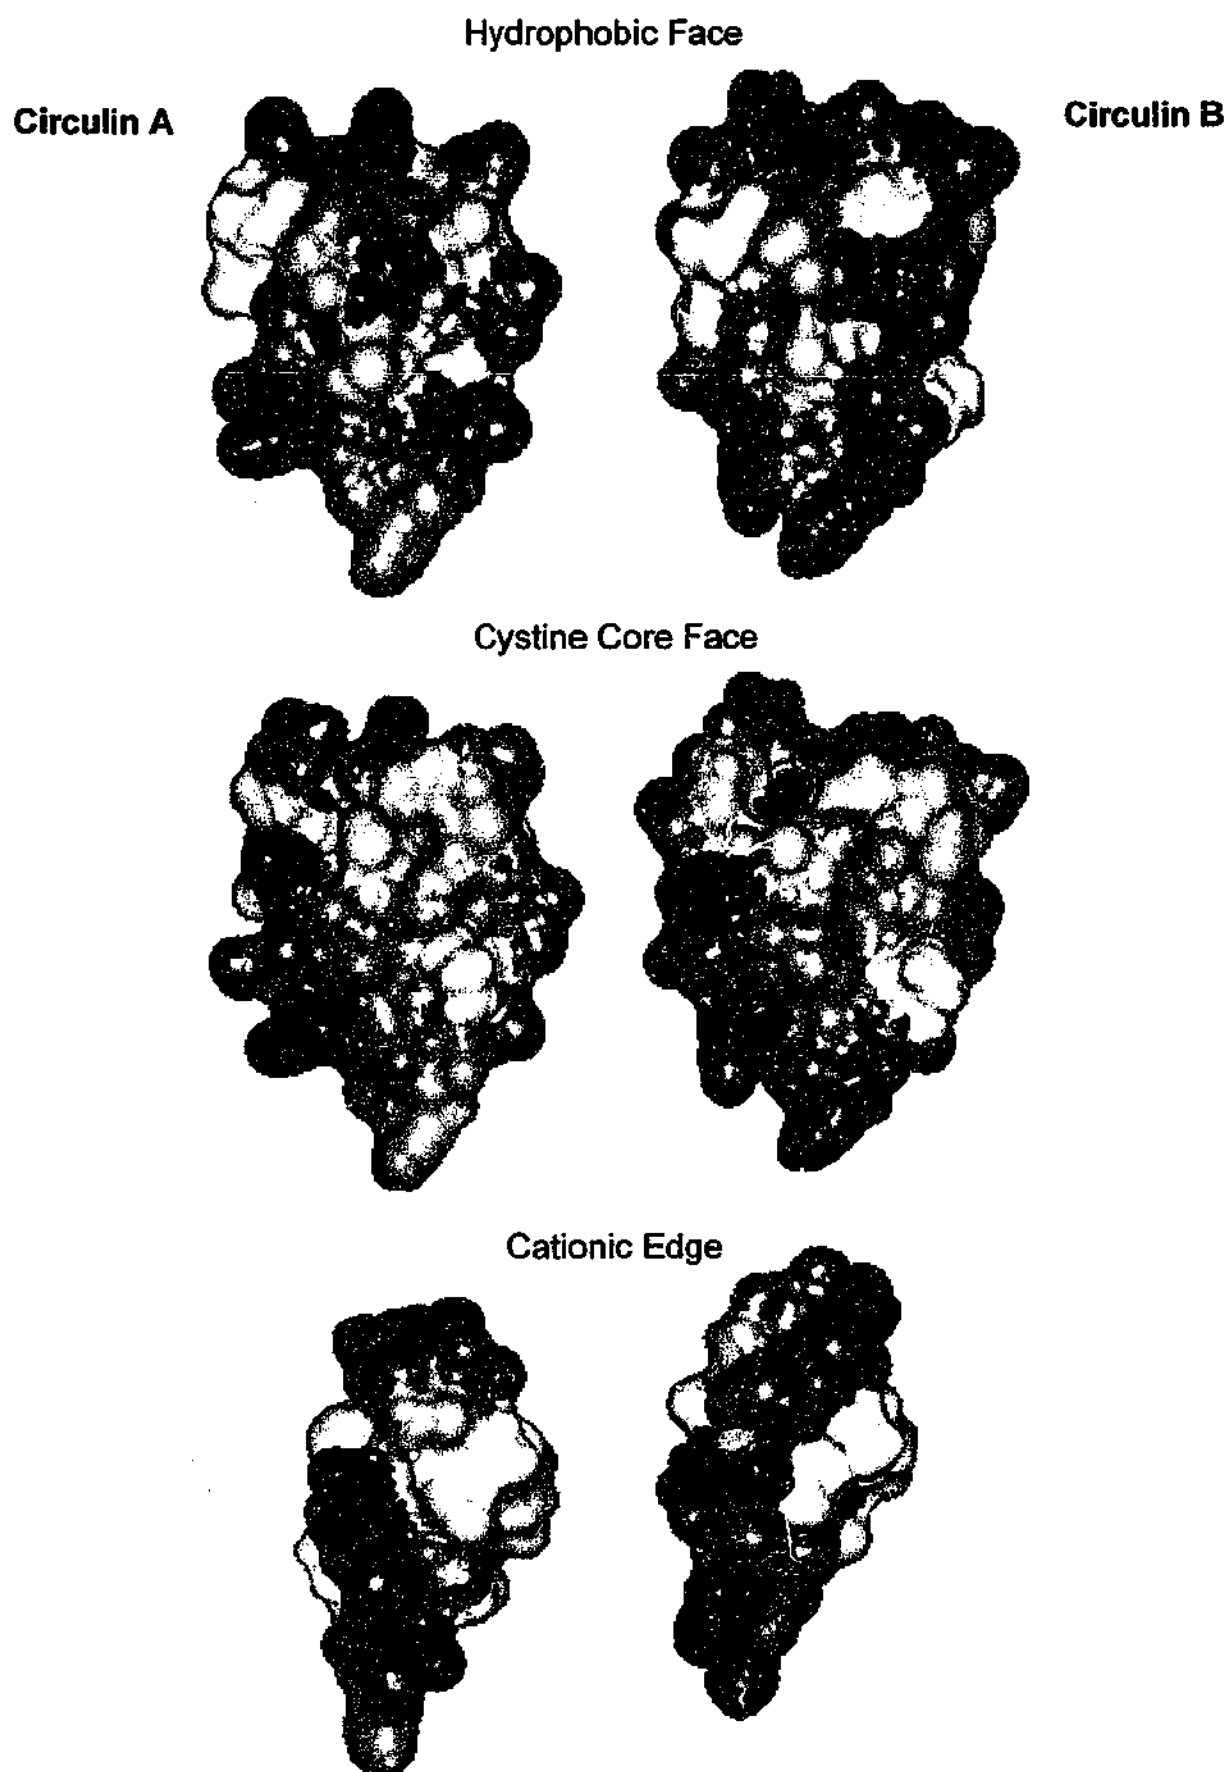 Hydrophobic Face
Circulin A
Circulin B
Cystine Core Face
Cationic Edge